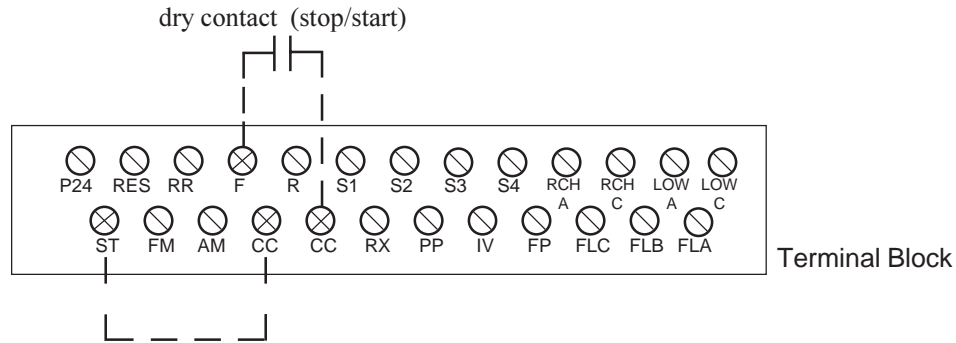 dry contact (stop/start)
P24 RES RR F R S1 S2 S3 S4 RCH A RCH C LOW A LOW C
ST FM AM CC CC RX PP IV FP FLC FLB FLA
Terminal Block